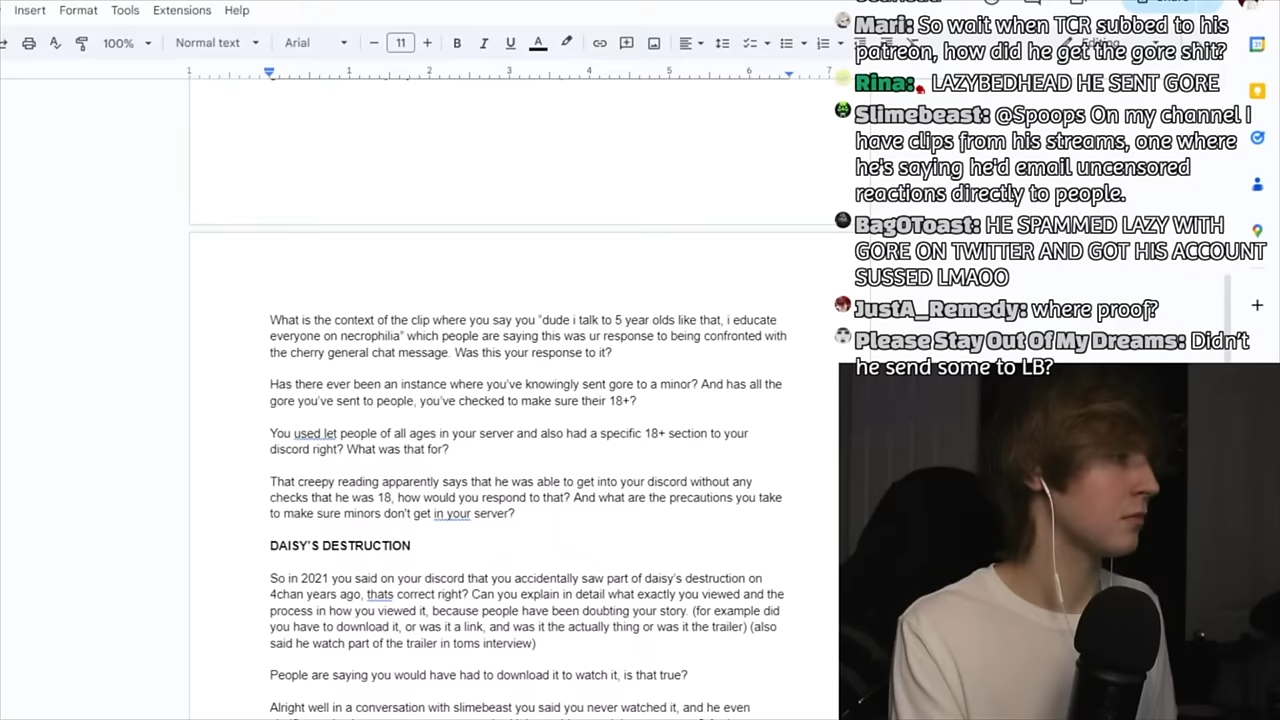 Insert Format Tools Extensions Help
100% Normal text Arial 11
1 1 2 3 4 5 6 7
Editing
What is the context of the clip where you say you “dude i talk to 5 year olds like that, i educate
everyone on necrophilia” which people are saying this was ur response to being confronted with
the cherry general chat message. Was this your response to it?
Has there ever been an instance where you’ve knowingly sent gore to a minor? And has all the
gore you’ve sent to people, you’ve checked to make sure their 18+?
You used let people of all ages in your server and also had a specific 18+ section to your
discord right? What was that for?
That creepy reading apparently says that he was able to get into your discord without any
checks that he was 18, how would you respond to that? And what are the precautions you take
to make sure minors don’t get in your server?
DAISY’S DESTRUCTION
So in 2021 you said on your discord that you accidentally saw part of daisy’s destruction on
4chan years ago, thats correct right? Can you explain in detail what exactly you viewed and the
process in how you viewed it, because people have been doubting your story. (for example did
you have to download it, or was it a link, and was it the actually thing or was it the trailer) (also
said he watch part of the trailer in toms interview)
People are saying you would have had to download it to watch it, is that true?
Alright well in a conversation with slimebeast you said you never watched it, and he even
Mari: So wait when TCR subbed to his
patreon, how did he get the gore shit?
Rina: LAZYBEDHEAD HE SENT GORE
Slimebeast: @Spoops On my channel I
have clips from his streams, one where
he's saying he'd email uncensored
reactions directly to people.
BagOToast: HE SPAMMED LAZY WITH
GORE ON TWITTER AND GOT HIS ACCOUNT
SUSSED LMAOO
JustA_Remedy: where proof?
Please Stay Out Of My Dreams: Didn't
he send some to LB?